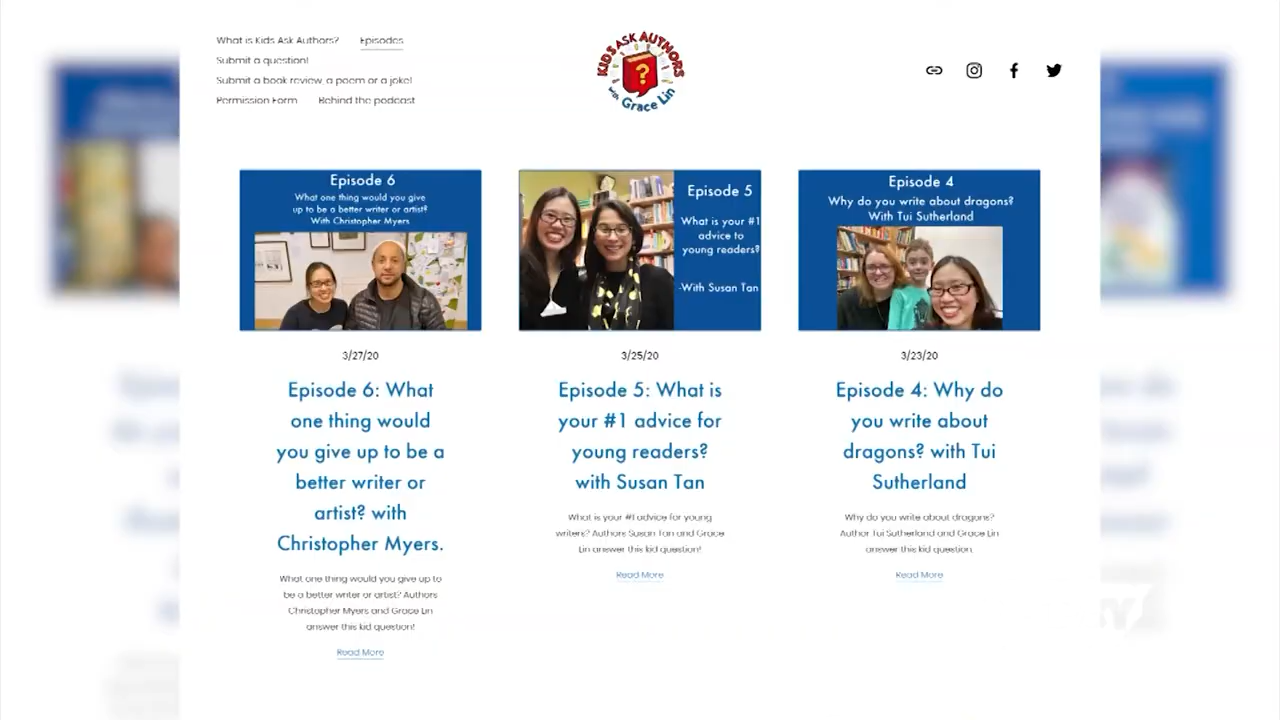 What is Kids Ask Authors? Episodes
Submit a question!
Submit a book review, a poem or a joke!
Permission Form Behind the podcast
KIDS ASK AUTHORS
?
with Grace Lin
Episode 6
What one thing would you give
up to be a better writer or artist?
With Christopher Myers
Episode 5
What is your #1
advice to
young readers?
-With Susan Tan
Episode 4
Why do you write about dragons?
With Tui Sutherland
3/27/20
Episode 6: What
one thing would
you give up to be a
better writer or
artist? with
Christopher Myers.
What one thing would you give up to
be a better writer or artist? Authors
Christopher Myers and Grace Lin
answer this kid question!
Read More
3/25/20
Episode 5: What is
your #1 advice for
young readers?
with Susan Tan
What is your #1 advice for young
writers? Authors Susan Tan and Grace
Lin answer this kid question!
Read More
3/23/20
Episode 4: Why do
you write about
dragons? with Tui
Sutherland
Why do you write about dragons?
Author Tui Sutherland and Grace Lin
answer this kid question.
Read More